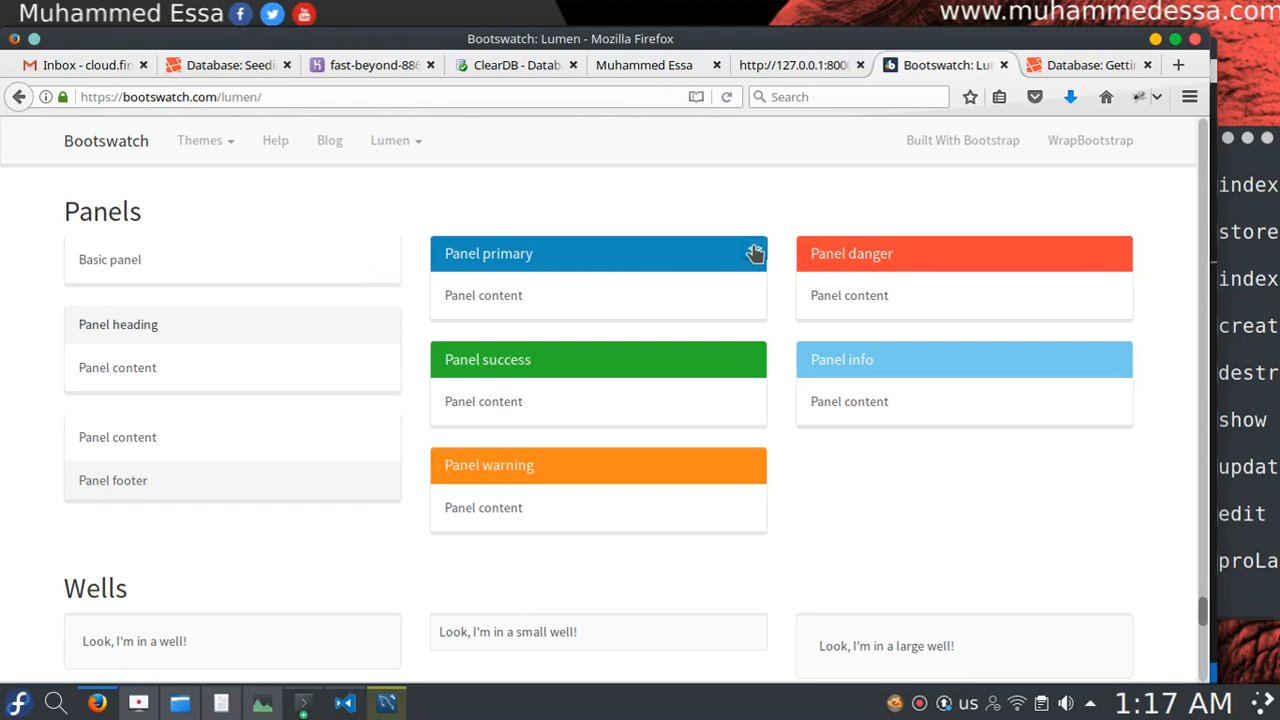 Muhammed Essa
www.muhammedessa.com
Bootswatch: Lumen - Mozilla Firefox
Inbox - cloud.fir
Database: Seedi
fast-beyond-886
ClearDB - Datab
Muhammed Essa
http://127.0.0.1:8000
Bootswatch: Lu
Database: Getti
https://bootswatch.com/lumen/
Search
Bootswatch
Themes
Help
Blog
Lumen
Built With Bootstrap
WrapBootstrap
Panels
Basic panel
Panel heading
Panel content
Panel content
Panel footer
Panel primary
Panel content
Panel success
Panel content
Panel warning
Panel content
Panel danger
Panel content
Panel info
Panel content
Wells
Look, I'm in a well!
Look, I'm in a small well!
Look, I'm in a large well!
index
store
index
creat
destr
show
updat
edit
proLa
us
1:17 AM